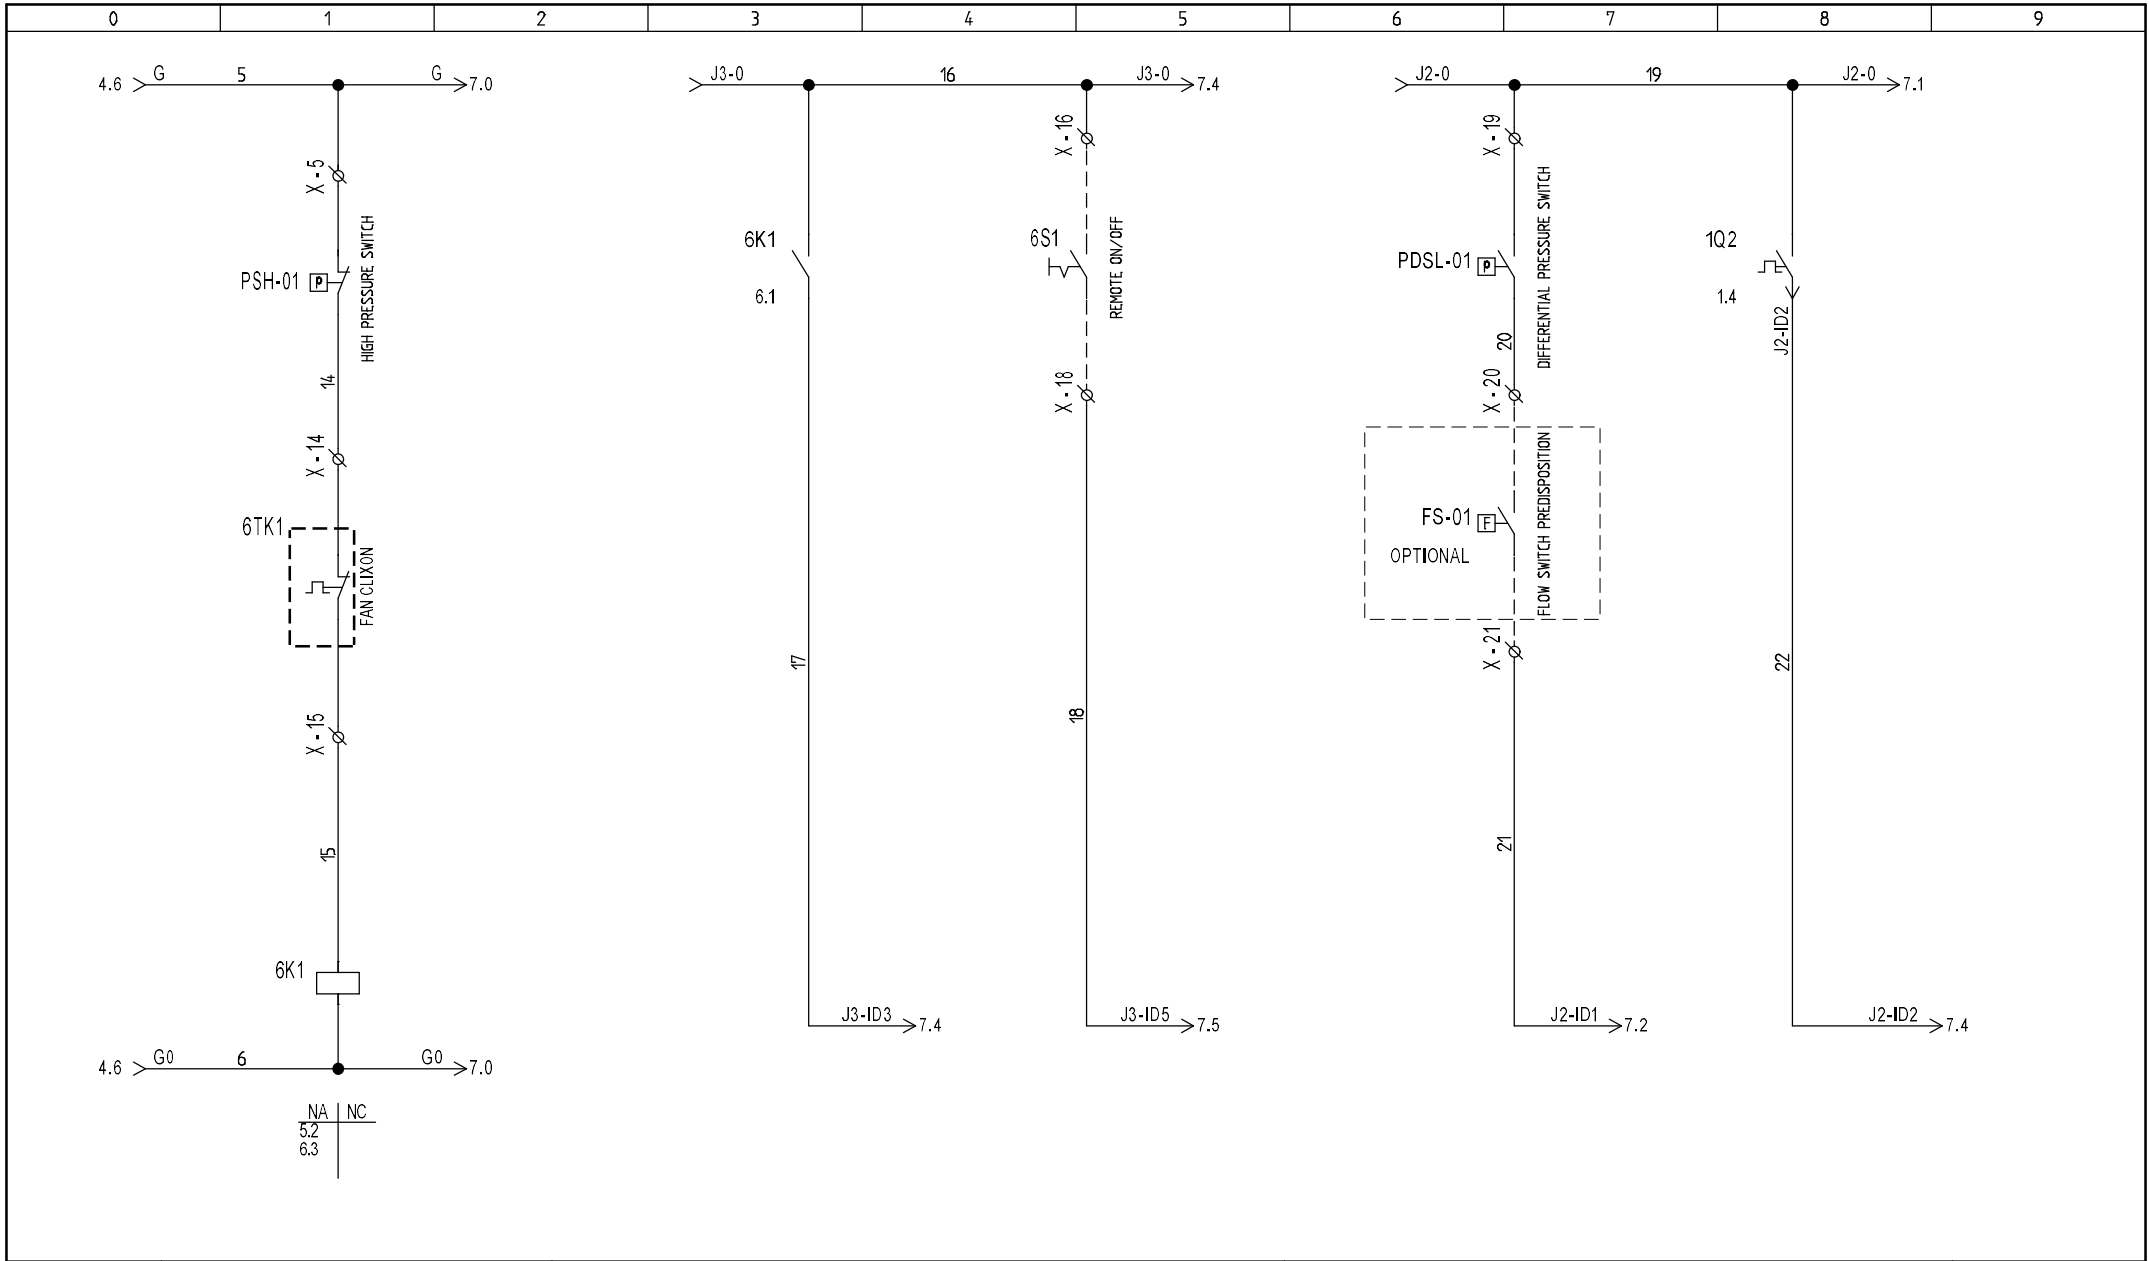 0 1 2 3 4 5 6 7 8 9
4.6 G 5 G 7.0
J3-0 16 J3-0 7.4
J2-0 19 J2-0 7.1
X - 5
PSH-01 P
HIGH PRESSURE SWITCH
14
X - 14
6TK1
FAN CLIXON
X - 15
15
6K1
4.6 G0 6 G0 7.0
NA NC
5.2
6.3
6K1
6.1
17
J3-ID3 7.4
X - 16
6S1
REMOTE ON/OFF
X - 18
18
J3-ID5 7.5
X - 19
PDSL-01 P
DIFFERENTIAL PRESSURE SWITCH
20
X - 20
FS-01 F
OPTIONAL
FLOW SWITCH PREDISPOSITION
X - 21
21
J2-ID1 7.2
1Q2
1.4
J2-ID2
22
J2-ID2 7.4